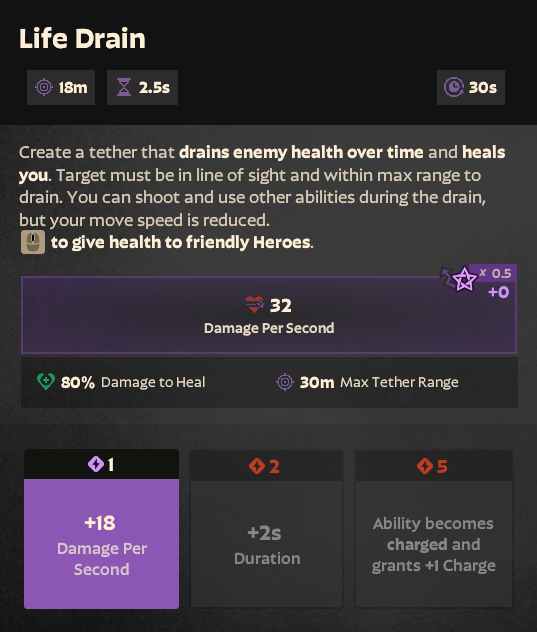 Life Drain
18m 2.5s 30s
Create a tether that drains enemy health over time and heals
you. Target must be in line of sight and within max range to
drain. You can shoot and use other abilities during the drain,
but your move speed is reduced.
to give health to friendly Heroes.
x 0.5
+0
32
Damage Per Second
80% Damage to Heal 30m Max Tether Range
1 2 5
+18
Damage Per
Second
+2s
Duration
Ability becomes
charged and
grants +1 Charge